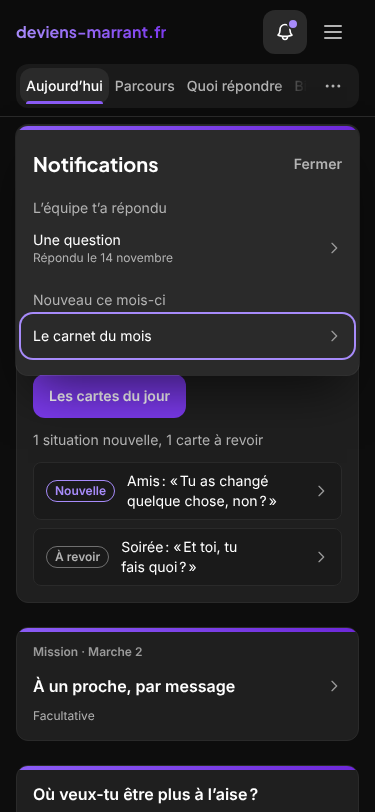 deviens-marrant.fr
Aujourd’hui Parcours Quoi répondre
Notifications Fermer
L’équipe t’a répondu
Une question
Répondu le 14 novembre
Nouveau ce mois-ci
Le carnet du mois
Les cartes du jour
1 situation nouvelle, 1 carte à revoir
Nouvelle
Amis : « Tu as changé
quelque chose, non ? »
À revoir
Soirée : « Et toi, tu
fais quoi ? »
Mission · Marche 2
À un proche, par message
Facultative
Où veux-tu être plus à l’aise ?